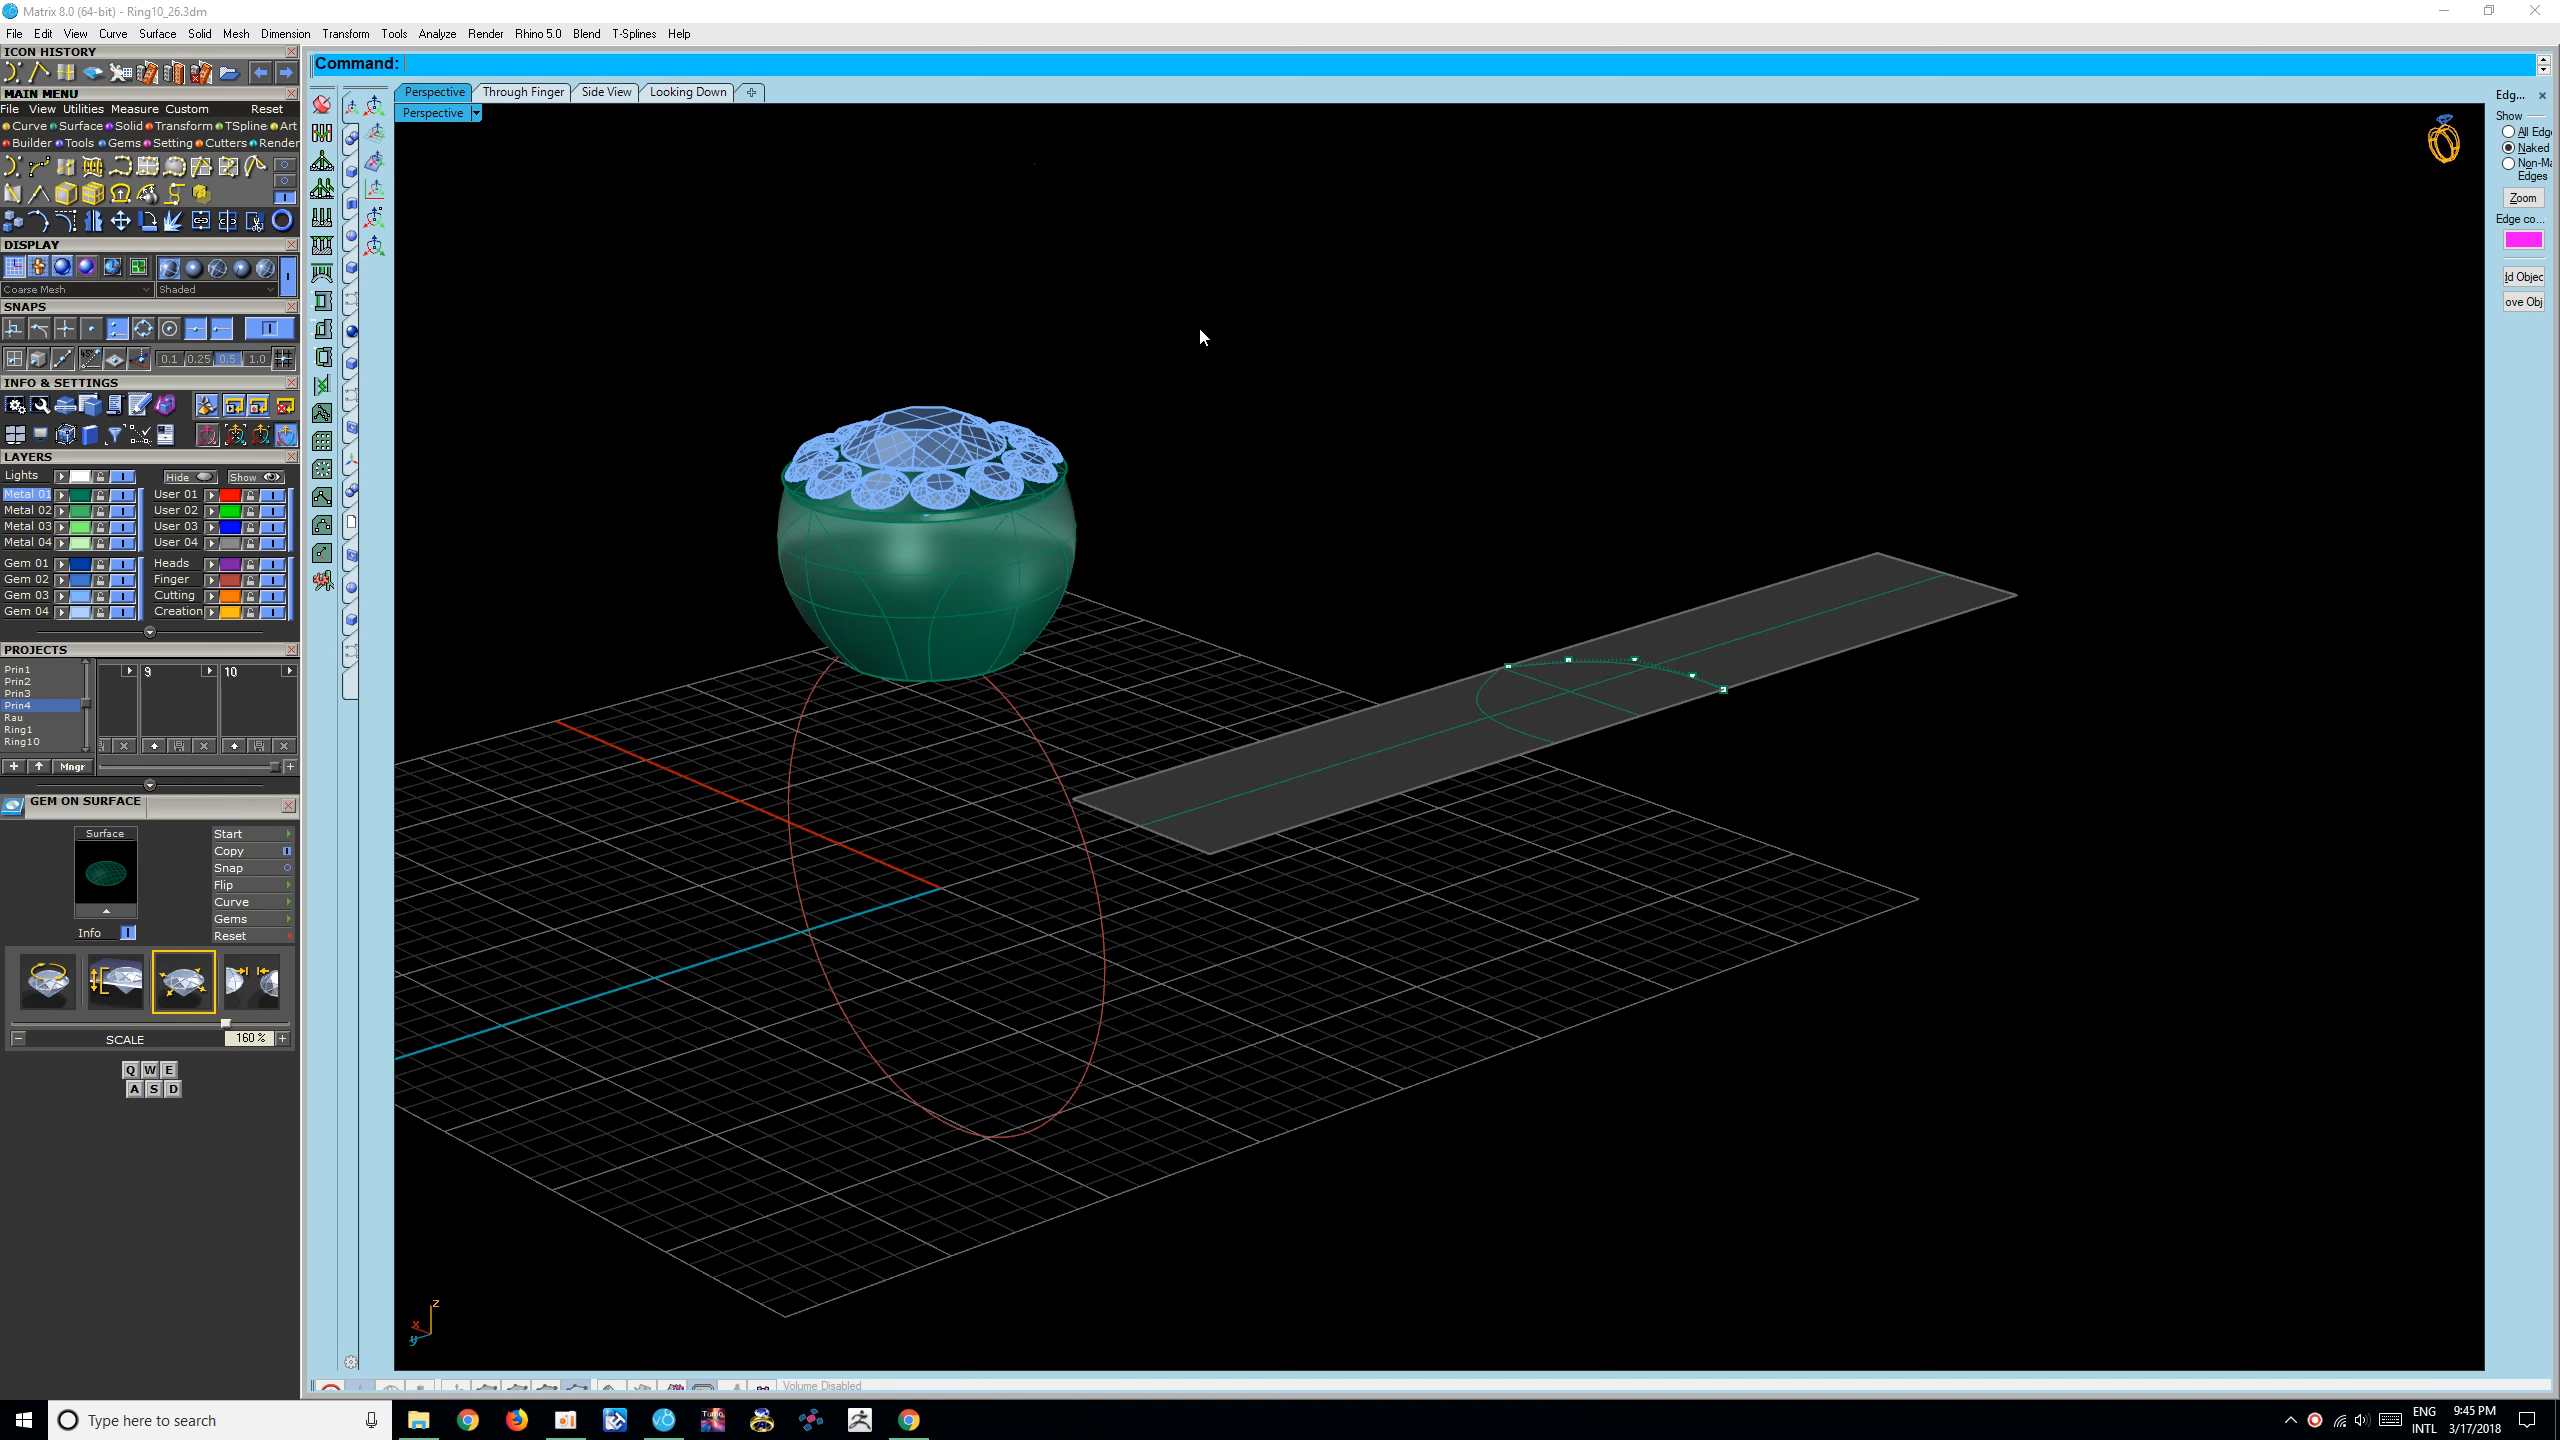 Matrix 8.0 (64-bit) - Ring10_26.3dm
File Edit View Curve Surface Solid Mesh Dimension Transform Tools Analyze Render Rhino 5.0 Blend T-Splines Help
ICON HISTORY
Command:
MAIN MENU
File View Utilities Measure Custom Reset
Curve Surface Solid Transform TSpline Art
Builder Tools Gems Setting Cutters Render
Perspective Through Finger Side View Looking Down
Perspective
DISPLAY
Coarse Mesh Shaded
SNAPS
0.1 0.25 0.5 1.0
INFO & SETTINGS
LAYERS
Lights Hide Show
Metal 01 User 01
Metal 02 User 02
Metal 03 User 03
Metal 04 User 04
Gem 01 Heads
Gem 02 Finger
Gem 03 Cutting
Gem 04 Creation
PROJECTS
Prin1
Prin2
Prin3
Prin4
Rau
Ring1
Ring10
9 10
Mngr
GEM ON SURFACE
Surface
Info
Start
Copy
Snap
Flip
Curve
Gems
Reset
SCALE 160 %
Q W E
A S D
Edg...
Show
All Edg
Naked
Non-Ma
Edges
Zoom
Edge co...
ld Objec
ove Obj
z
x
y
Volume Disabled
Type here to search
ENG
INTL
9:45 PM
3/17/2018